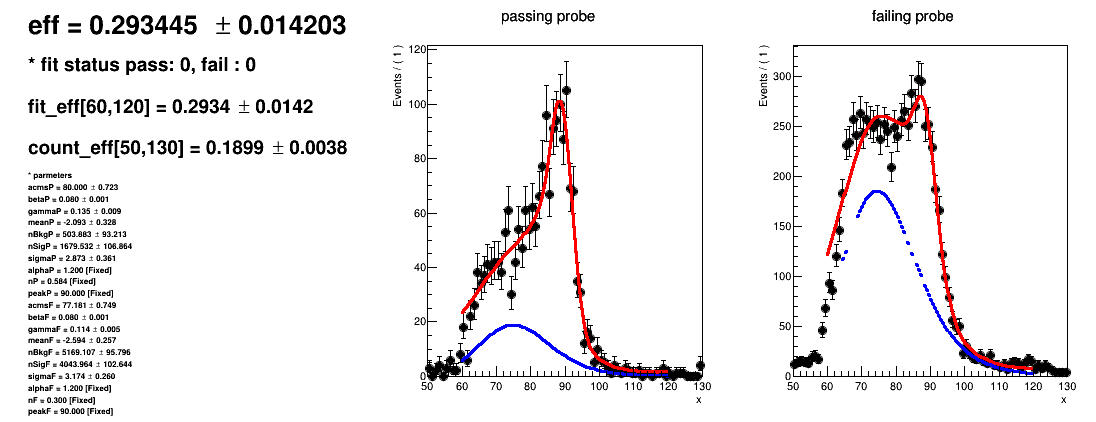 eff = 0.293445 ± 0.014203
* fit status pass: 0, fail : 0
fit_eff[60,120] = 0.2934 ± 0.0142
count_eff[50,130] = 0.1899 ± 0.0038
* parmeters
acmsP = 80.000 ± 0.723
betaP = 0.080 ± 0.001
gammaP = 0.135 ± 0.009
meanP = -2.093 ± 0.328
nBkgP = 503.883 ± 93.213
nSigP = 1679.532 ± 106.864
sigmaP = 2.873 ± 0.361
alphaP = 1.200 [Fixed]
nP = 0.584 [Fixed]
peakP = 90.000 [Fixed]
acmsF = 77.181 ± 0.749
betaF = 0.080 ± 0.001
gammaF = 0.114 ± 0.005
meanF = -2.594 ± 0.257
nBkgF = 5169.107 ± 95.796
nSigF = 4043.964 ± 102.644
sigmaF = 3.174 ± 0.260
alphaF = 1.200 [Fixed]
nF = 0.300 [Fixed]
peakF = 90.000 [Fixed]
passing probe
Events / ( 1 )
120
100
80
60
40
20
0
50 60 70 80 90 100 110 120 130
x
failing probe
Events / ( 1 )
300
250
200
150
100
50
0
50 60 70 80 90 100 110 120 130
x